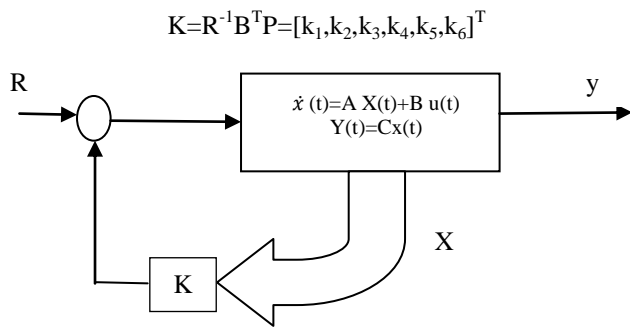 K=R⁻¹BᵀP=[k₁,k₂,k₃,k₄,k₅,k₆]ᵀ
R
ẋ (t)=A X(t)+B u(t)
Y(t)=Cx(t)
y
X
K